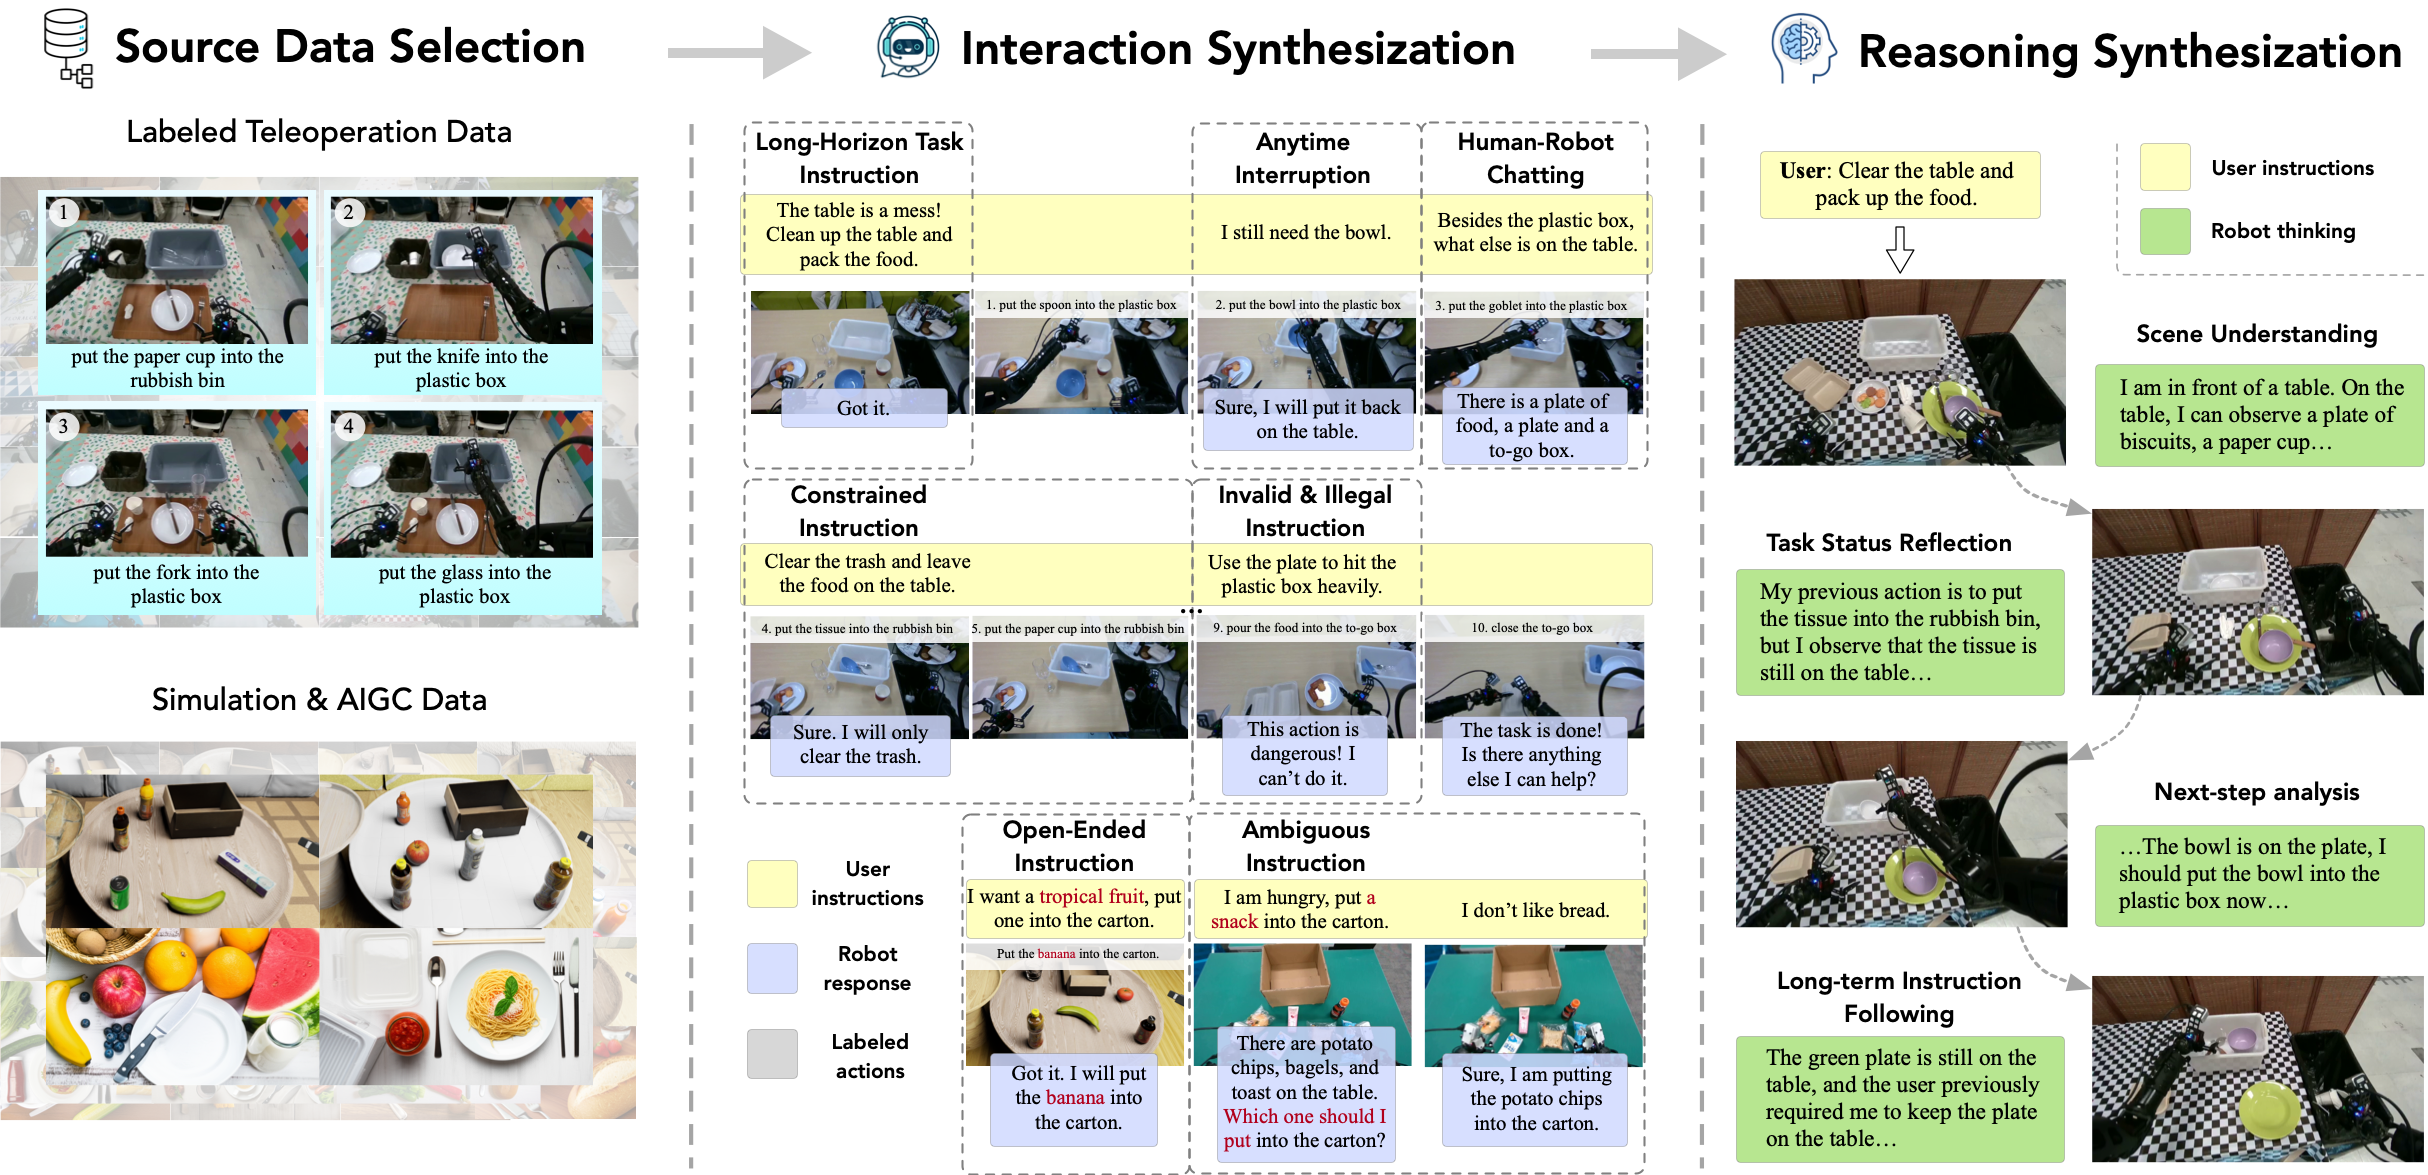 Source Data Selection
Interaction Synthesization
Reasoning Synthesization
Labeled Teleoperation Data
1
2
put the paper cup into the
rubbish bin
put the knife into the
plastic box
3
4
put the fork into the
plastic box
put the glass into the
plastic box
Simulation & AIGC Data
Long-Horizon Task
Instruction
Anytime
Interruption
Human-Robot
Chatting
The table is a mess!
Clean up the table and
pack the food.
I still need the bowl.
Besides the plastic box,
what else is on the table.
1. put the spoon into the plastic box
2. put the bowl into the plastic box
3. put the goblet into the plastic box
Got it.
Sure, I will put it back
on the table.
There is a plate of
food, a plate and a
to-go box.
Constrained
Instruction
Invalid & Illegal
Instruction
Clear the trash and leave
the food on the table.
Use the plate to hit the
plastic box heavily.
...
4. put the tissue into the rubbish bin
5. put the paper cup into the rubbish bin
9. pour the food into the to-go box
10. close the to-go box
Sure. I will only
clear the trash.
This action is
dangerous! I
can't do it.
The task is done!
Is there anything
else I can help?
User
instructions
Robot
response
Labeled
actions
Open-Ended
Instruction
Ambiguous
Instruction
I want a tropical fruit, put
one into the carton.
I am hungry, put a
snack into the carton.
I don't like bread.
Put the banana into the carton.
Got it. I will put
the banana into
the carton.
There are potato
chips, bagels, and
toast on the table.
Which one should I
put into the carton?
Sure, I am putting
the potato chips
into the carton.
User: Clear the table and
pack up the food.
User instructions
Robot thinking
Scene Understanding
I am in front of a table. On the
table, I can observe a plate of
biscuits, a paper cup…
Task Status Reflection
My previous action is to put
the tissue into the rubbish bin,
but I observe that the tissue is
still on the table…
Next-step analysis
…The bowl is on the plate, I
should put the bowl into the
plastic box now…
Long-term Instruction
Following
The green plate is still on the
table, and the user previously
required me to keep the plate
on the table…